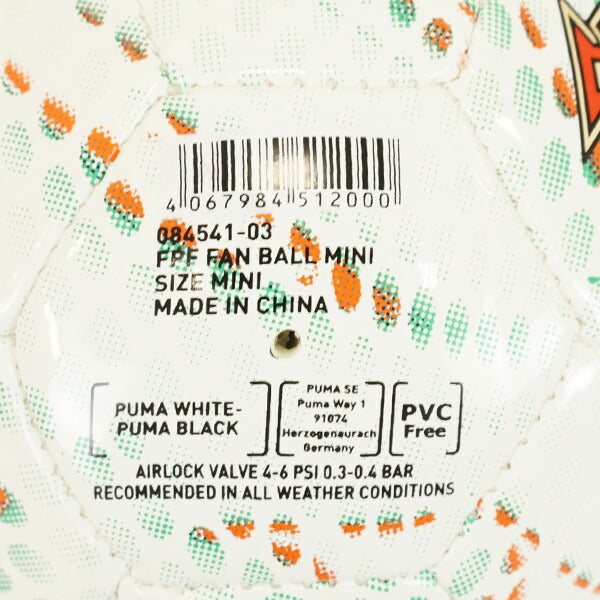 4 067984 512000
084541-03
FPF FAN BALL MINI
SIZE MINI
MADE IN CHINA
PUMA WHITE-
PUMA BLACK
PUMA SE
Puma Way 1
91074
Herzogenaurach
Germany
PVC
Free
AIRLOCK VALVE 4-6 PSI 0.3-0.4 BAR
RECOMMENDED IN ALL WEATHER CONDITIONS